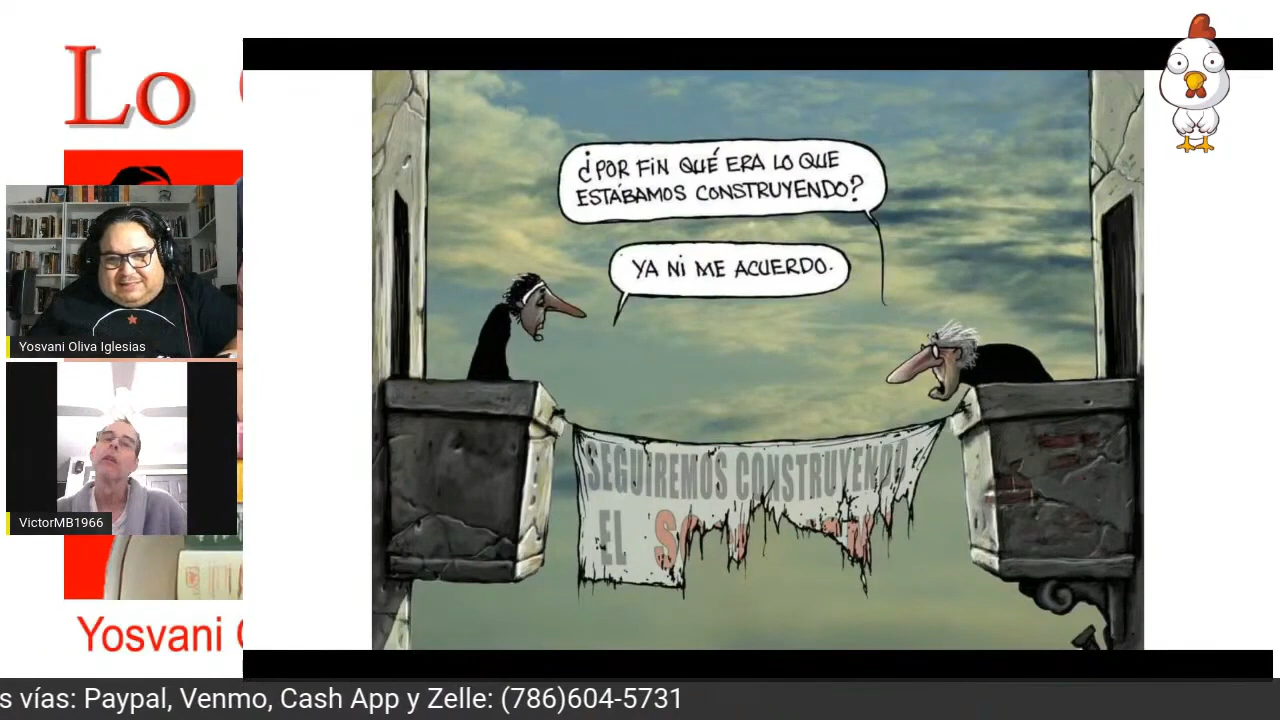 Lo
¿POR FIN QUÉ ERA LO QUE
ESTÁBAMOS CONSTRUYENDO?
YA NI ME ACUERDO.
SEGUIREMOS CONSTRUYENDO
EL
Yosvani Oliva Iglesias
VictorMB1966
Yosvani
s vías: Paypal, Venmo, Cash App y Zelle: (786)604-5731